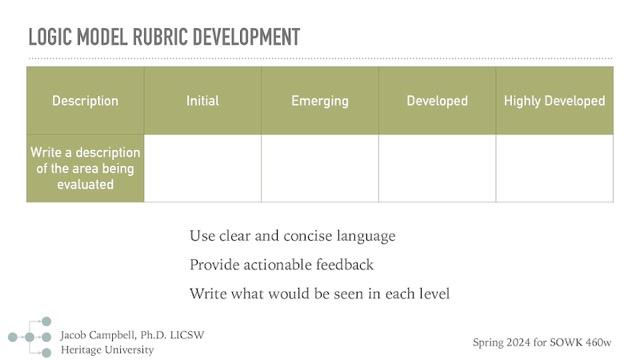 LOGIC MODEL RUBRIC DEVELOPMENT
Description Initial Emerging Developed Highly Developed
Write a description
of the area being
evaluated
Use clear and concise language
Provide actionable feedback
Write what would be seen in each level
Jacob Campbell, Ph.D. LICSW
Heritage University
Spring 2024 for SOWK 460w